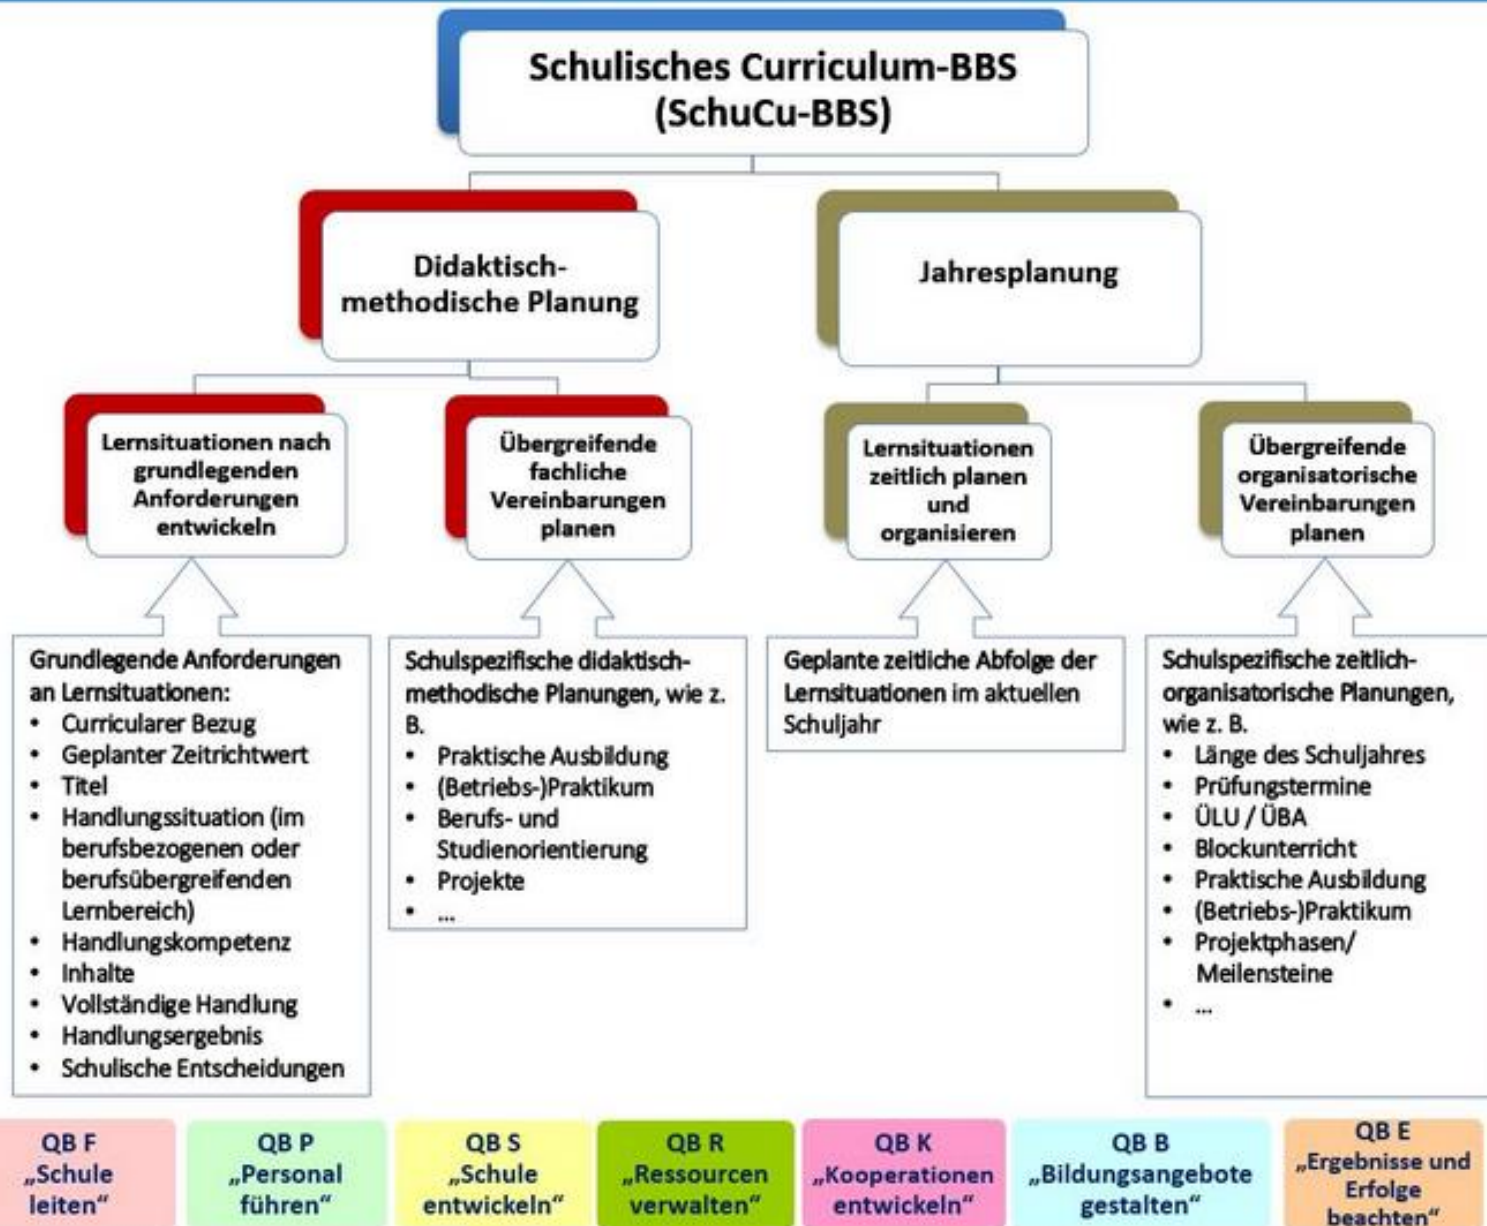 Schulisches Curriculum-BBS
(SchuCu-BBS)
Didaktisch-
methodische Planung
Jahresplanung
Lernsituationen nach
grundlegenden
Anforderungen
entwickeln
Übergreifende
fachliche
Vereinbarungen
planen
Lernsituationen
zeitlich planen
und
organisieren
Übergreifende
organisatorische
Vereinbarungen
planen
Grundlegende Anforderungen
an Lernsituationen:
• Curricularer Bezug
• Geplanter Zeitrichtwert
• Titel
• Handlungssituation (im
berufsbezogenen oder
berufsübergreifenden
Lernbereich)
• Handlungskompetenz
• Inhalte
• Vollständige Handlung
• Handlungsergebnis
• Schulische Entscheidungen
Schulspezifische didaktisch-
methodische Planungen, wie z.
B.
• Praktische Ausbildung
• (Betriebs-)Praktikum
• Berufs- und
Studienorientierung
• Projekte
• ...
Geplante zeitliche Abfolge der
Lernsituationen im aktuellen
Schuljahr
Schulspezifische zeitlich-
organisatorische Planungen,
wie z. B.
• Länge des Schuljahres
• Prüfungstermine
• ÜLU / ÜBA
• Blockunterricht
• Praktische Ausbildung
• (Betriebs-)Praktikum
• Projektphasen/
Meilensteine
• ...
QB F
„Schule
leiten“
QB P
„Personal
führen“
QB S
„Schule
entwickeln“
QB R
„Ressourcen
verwalten“
QB K
„Kooperationen
entwickeln“
QB B
„Bildungsangebote
gestalten“
QB E
„Ergebnisse und
Erfolge
beachten“